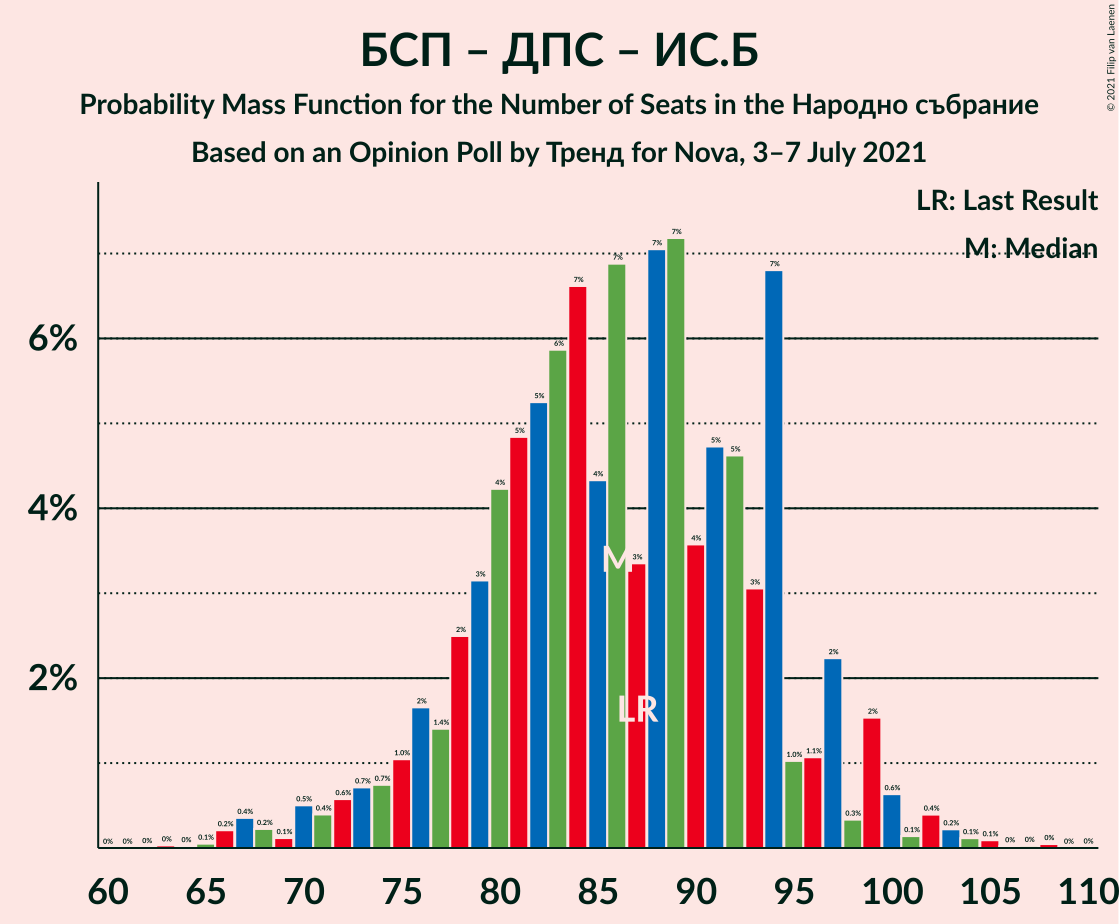 БСП – ДПС – ИС.Б
Probability Mass Function for the Number of Seats in the Народно събрание
Based on an Opinion Poll by Тренд for Nova, 3–7 July 2021
© 2021 Filip van Laenen
LR: Last Result
M: Median
6%
4%
2%
0% 0% 0% 0% 0% 0.1% 0.2% 0.4% 0.2% 0.1% 0.5% 0.4% 0.6% 0.7% 0.7% 1.0% 2% 1.4% 2% 3% 4% 5% 5% 6% 7% 4% 7% 3% 7% 7% 4% 5% 5% 3% 7% 1.0% 1.1% 2% 0.3% 2% 0.6% 0.1% 0.4% 0.2% 0.1% 0.1% 0% 0% 0% 0% 0%
M
LR
60 65 70 75 80 85 90 95 100 105 110